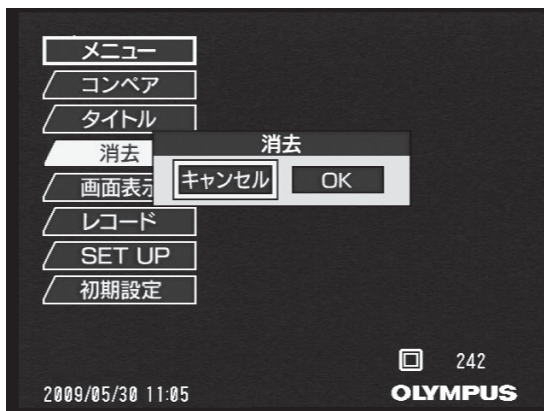 メニュー
コンペア
タイトル
消去
消去
キャンセル OK
画面表示
レコード
SET UP
初期設定
242
2009/05/30 11:05
OLYMPUS